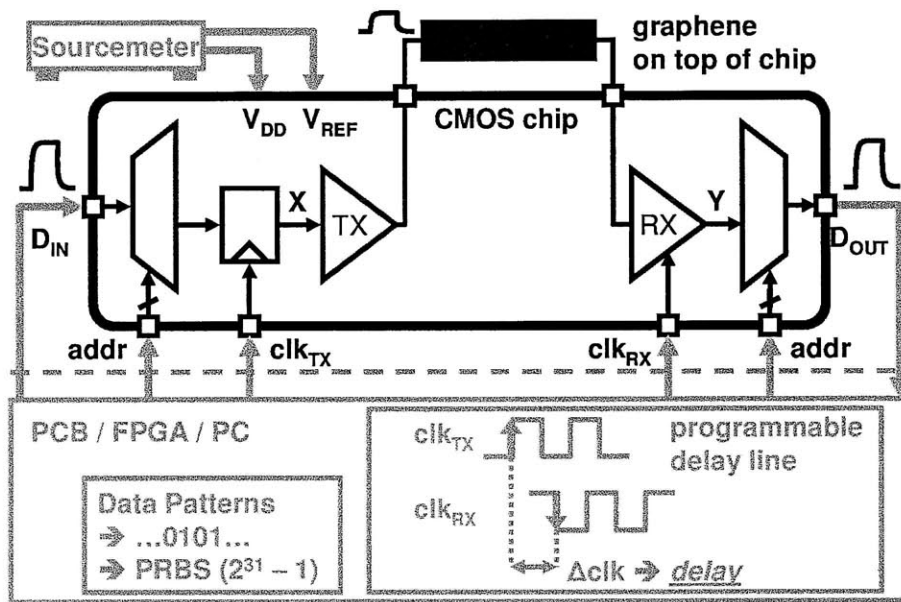 Sourcemeter
graphene
on top of chip
V_DD V_REF
CMOS chip
D_IN
X
TX
RX
Y
D_OUT
addr
clk_TX
clk_RX
addr
PCB / FPGA / PC
Data Patterns
➔ ...0101...
➔ PRBS (2^31 – 1)
clk_TX
programmable
delay line
clk_RX
Δclk ➔ delay